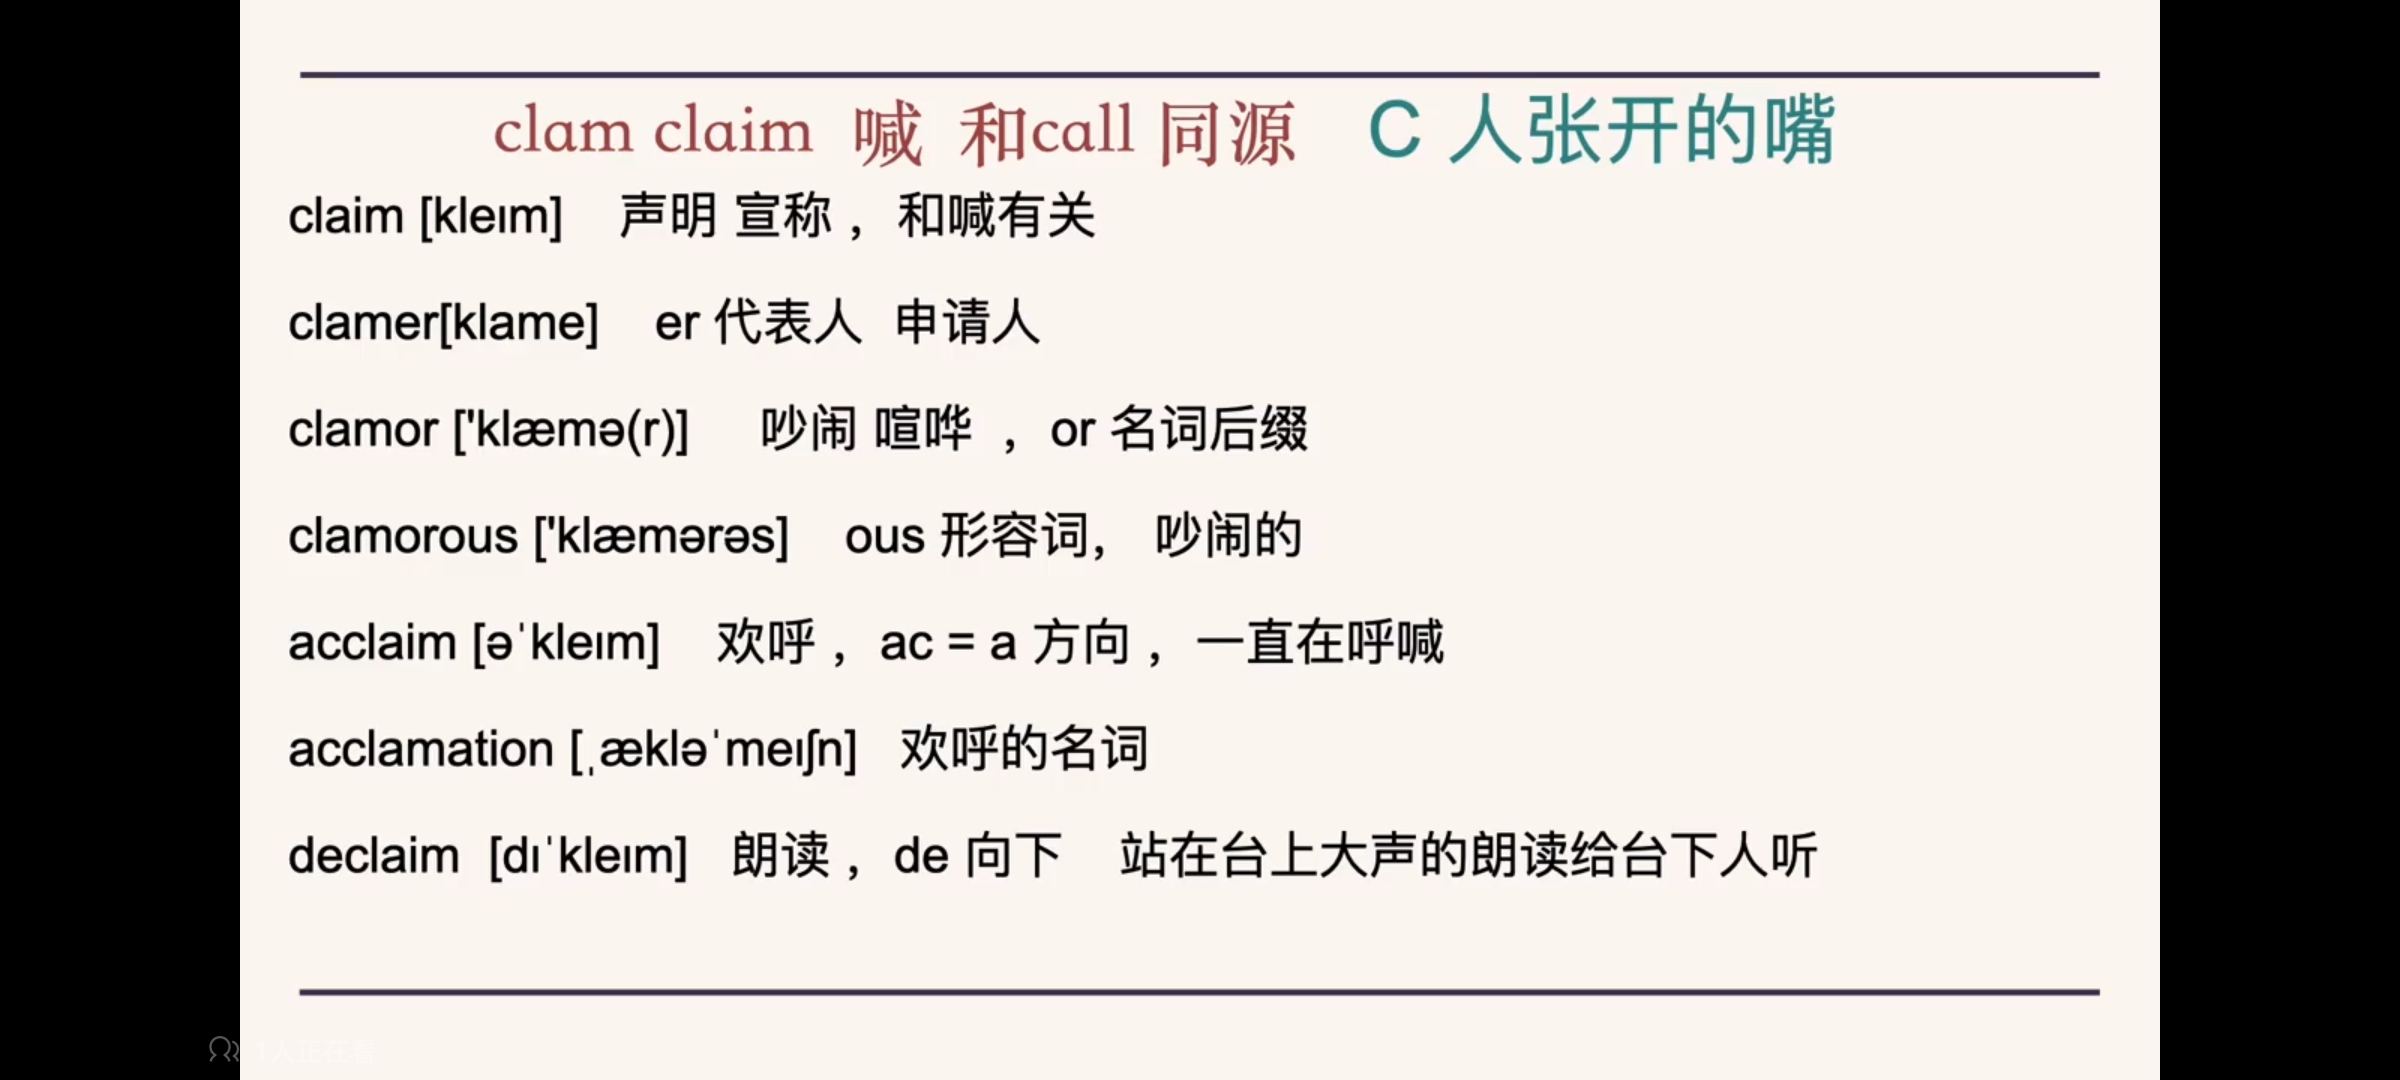 clam claim 喊 和call 同源 C 人张开的嘴
claim [kleım] 声明 宣称 ，和喊有关
clamer[klame] er 代表人 申请人
clamor ['klæmə(r)] 吵闹 喧哗 ，or 名词后缀
clamorous ['klæmərəs] ous 形容词， 吵闹的
acclaim [əˈkleım] 欢呼 ，ac = a 方向 ，一直在呼喊
acclamation [ˌækləˈmeıʃn] 欢呼的名词
declaim [dıˈkleım] 朗读 ，de 向下 站在台上大声的朗读给台下人听
1人正在看